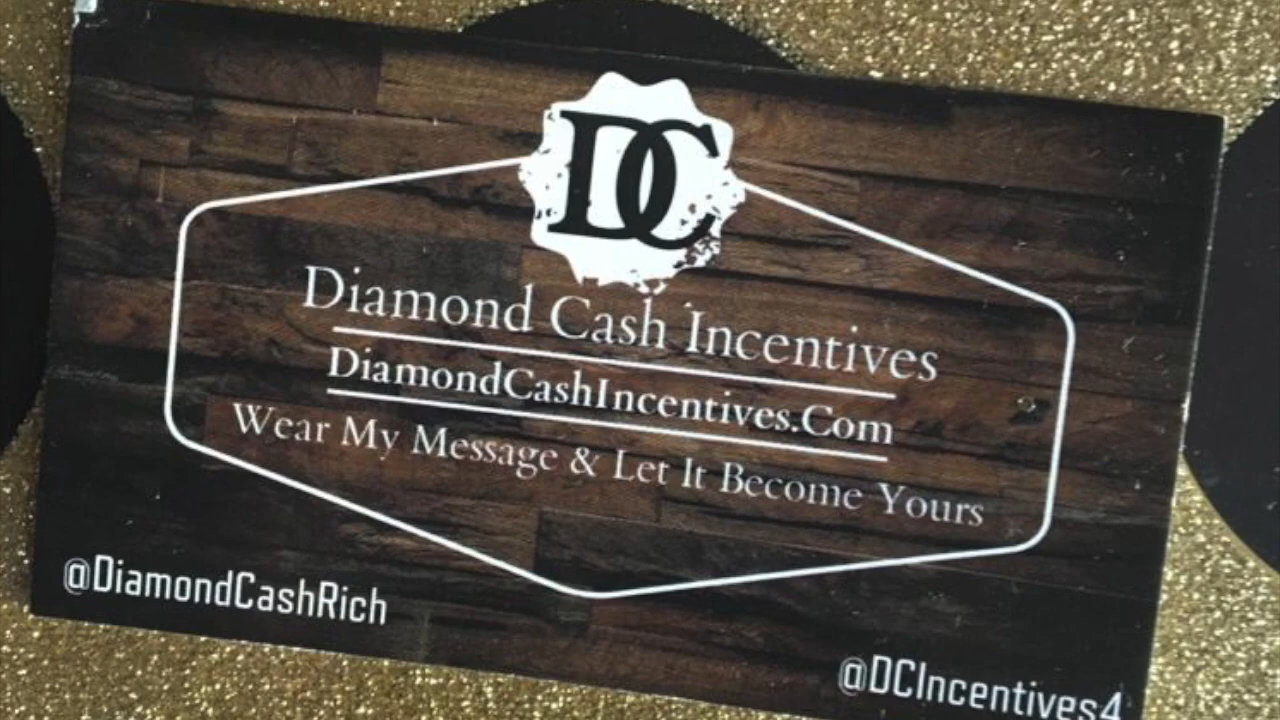 DC
Diamond Cash Incentives
DiamondCashIncentives.Com
Wear My Message & Let It Become Yours
@DiamondCashRich
@DCIncentives4